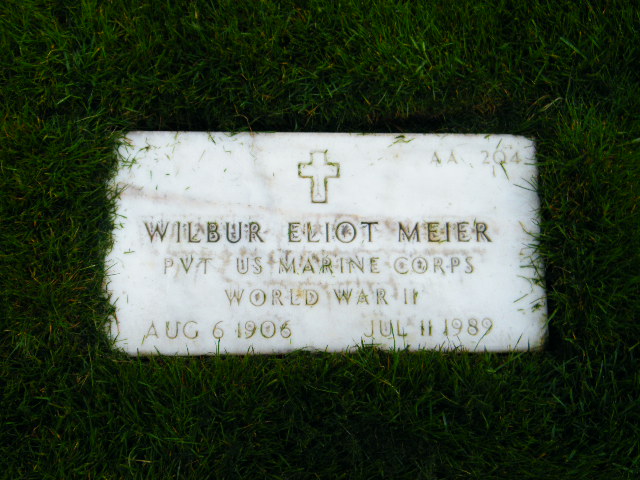 AA 204
WILBUR ELIOT MEIER
PVT US MARINE CORPS
WORLD WAR II
AUG 6 1906 JUL 11 1989